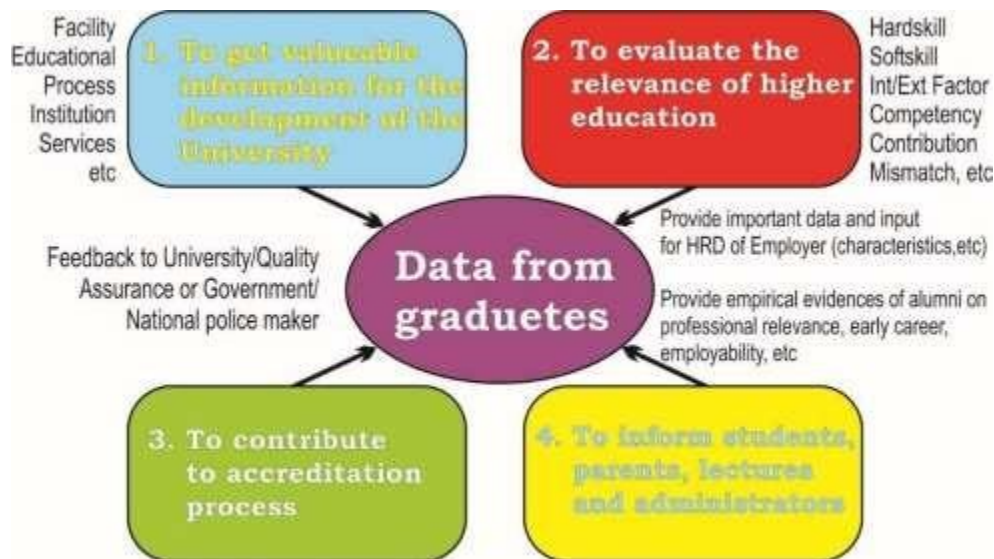 Facility
Educational
Process
Institution
Services
etc
1. To get valueable
information for the
development of the
University
2. To evaluate the
relevance of higher
education
Hardskill
Softskill
Int/Ext Factor
Competency
Contribution
Mismatch, etc
Feedback to University/Quality
Assurance or Government/
National police maker
Data from
graduetes
Provide important data and input
for HRD of Employer (characteristics,etc)
Provide empirical evidences of alumni on
professional relevance, early career,
employability, etc
3. To contribute
to accreditation
process
4. To inform students,
parents, lectures
and administrators